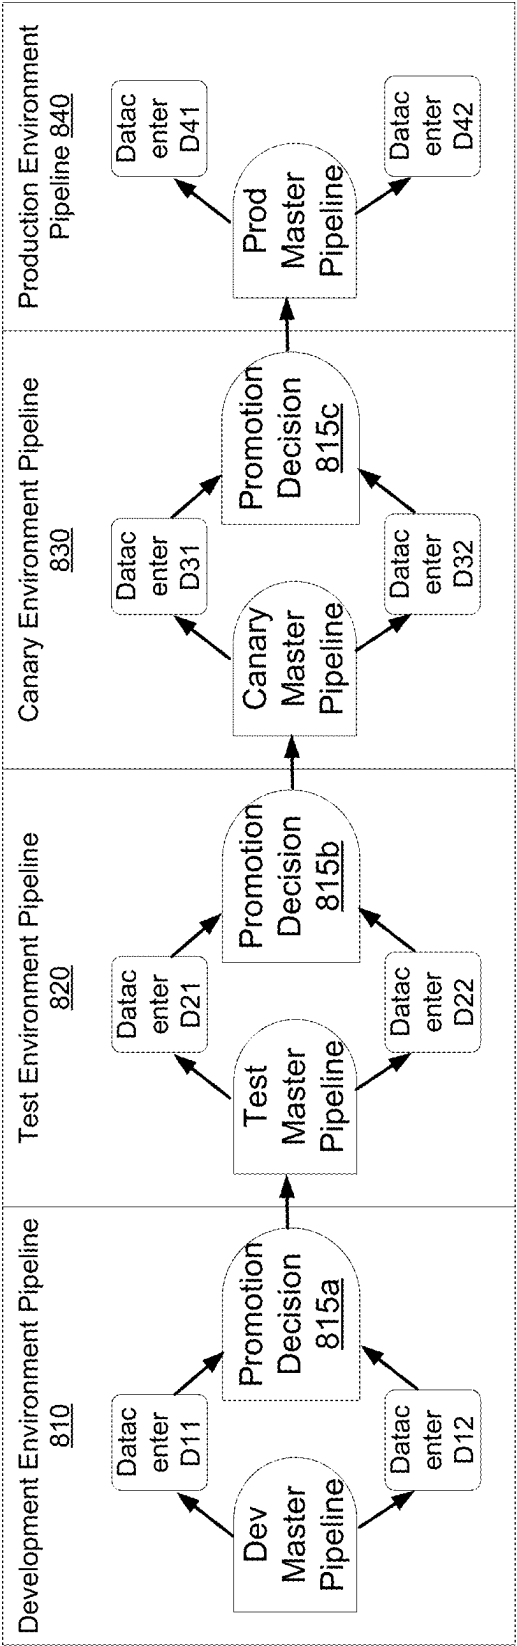 Development Environment Pipeline
810
Dev
Master
Pipeline
Datac
enter
D11
Datac
enter
D12
Promotion
Decision
815a
Test Environment Pipeline
820
Test
Master
Pipeline
Datac
enter
D21
Datac
enter
D22
Promotion
Decision
815b
Canary Environment Pipeline
830
Canary
Master
Pipeline
Datac
enter
D31
Datac
enter
D32
Promotion
Decision
815c
Production Environment
Pipeline 840
Prod
Master
Pipeline
Datac
enter
D41
Datac
enter
D42